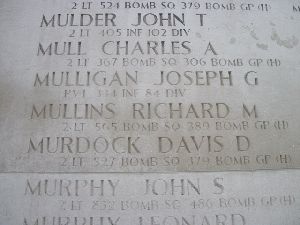 2 LT 524 BOMB SQ 379 BOMB GP (H)
MULDER JOHN T
2 LT 405 INF 102 DIV
MULL CHARLES A
2 LT 367 BOMB SQ 306 BOMB GP (H)
MULLIGAN JOSEPH G
PVT 334 INF 84 DIV
MULLINS RICHARD M
2 LT 565 BOMB SQ 389 BOMB GP (H)
MURDOCK DAVIS D
2 LT 527 BOMB SQ 379 BOMB GP (H)
MURPHY JOHN S
2 LT 832 BOMB SQ 486 BOMB GP (H)
MURPHY LEONARD